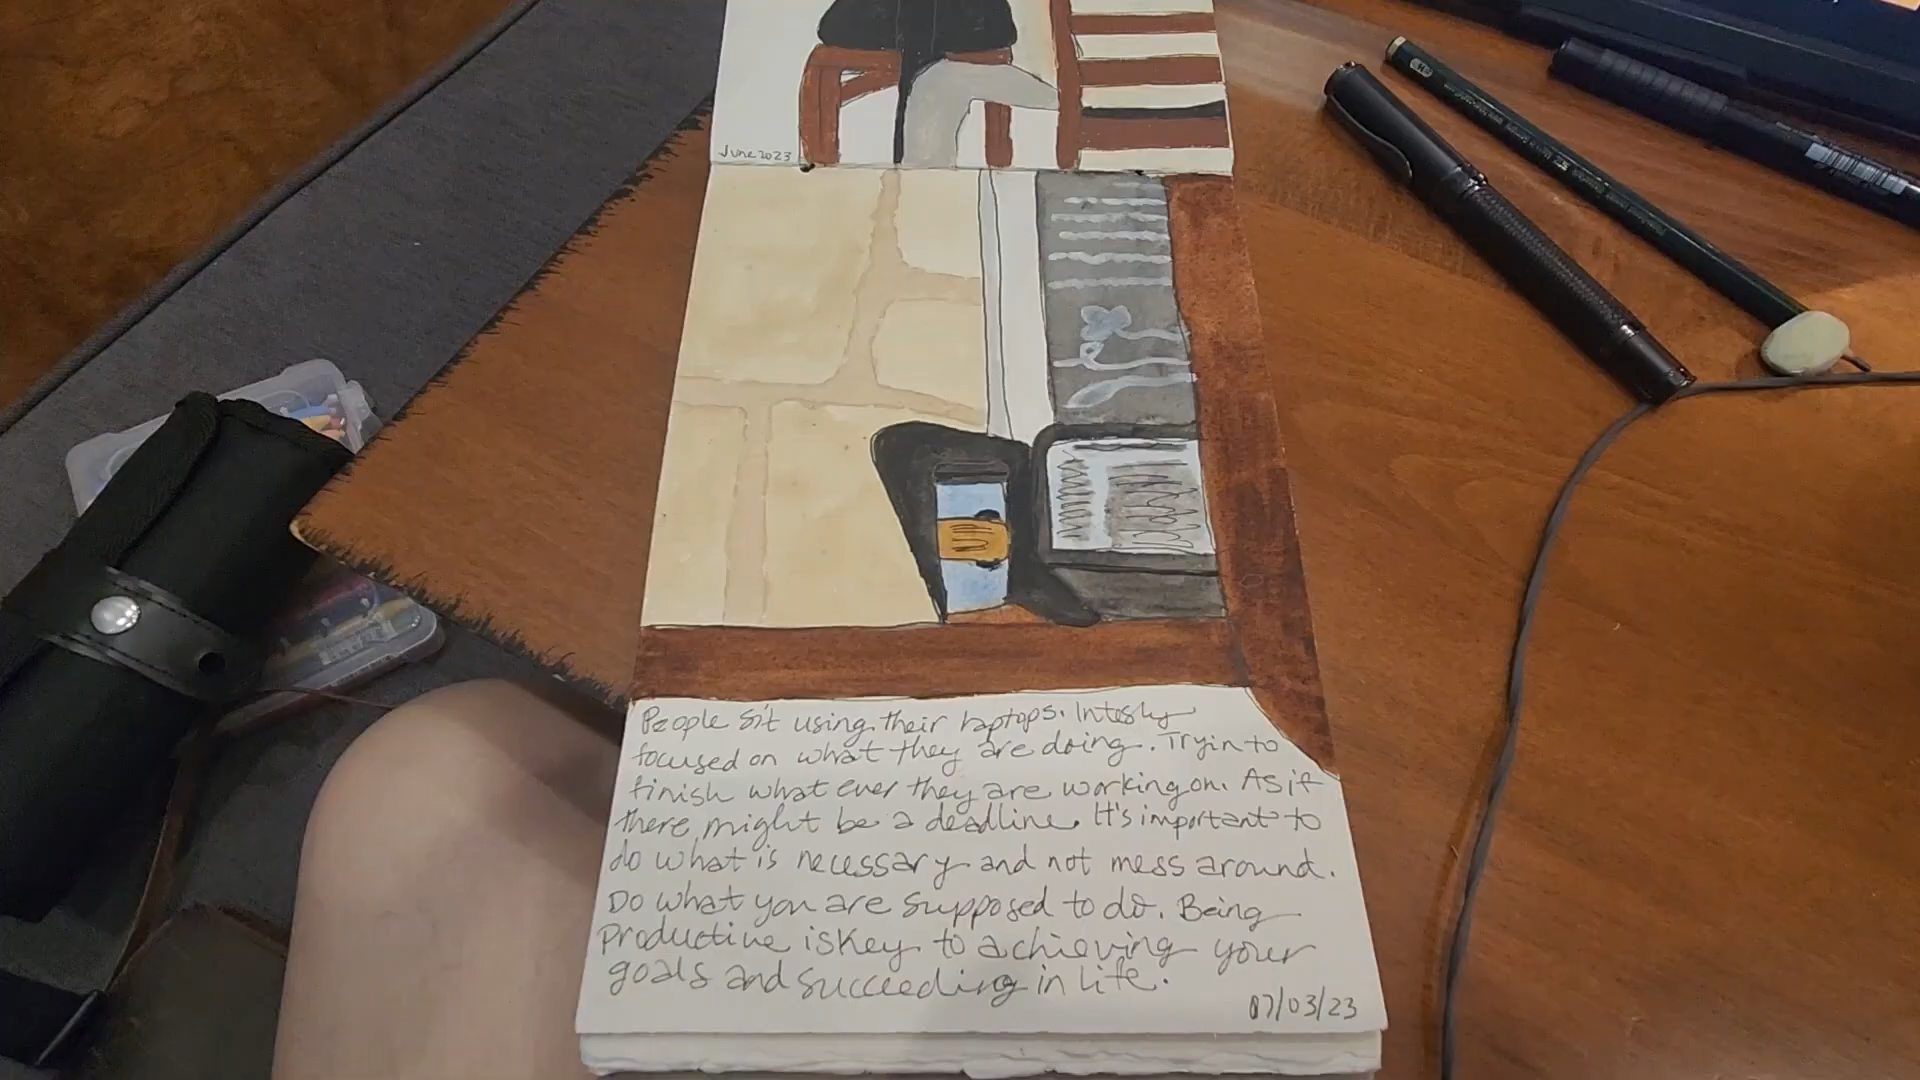 June 2023
People sit using their laptops. Intesly
focused on what they are doing. Tryin to
finish what ever they are working on. As if
there might be a deadline. It's important to
do what is necessary and not mess around.
Do what you are supposed to do. Being
productive is key to achieving your
goals and succeeding in life.
07/03/23